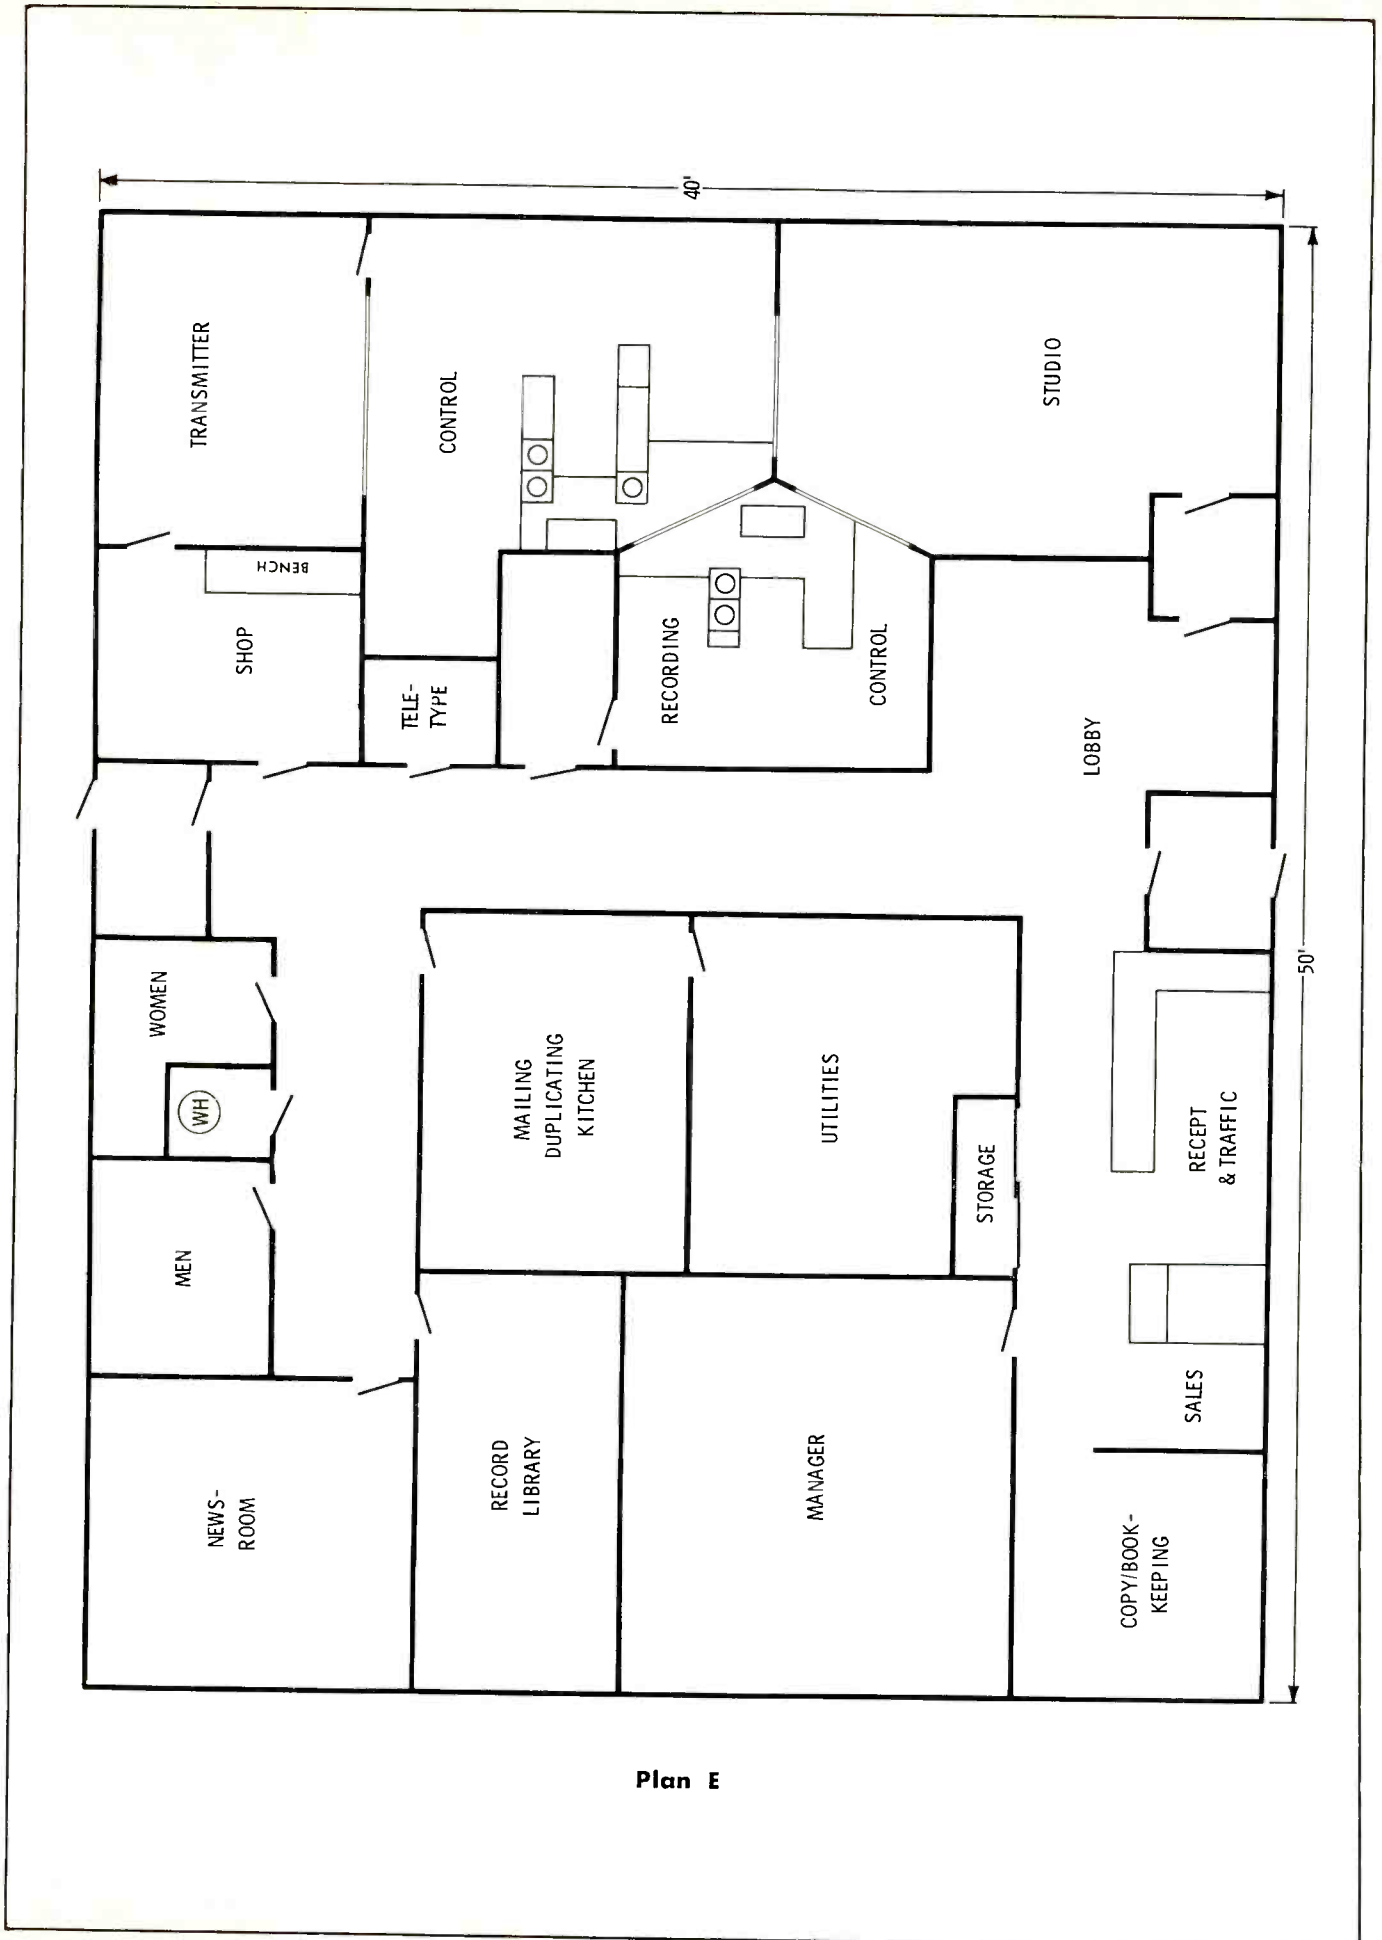 40'
TRANSMITTER
CONTROL
STUDIO
BENCH
SHOP
TELE-
TYPE
RECORDING
CONTROL
LOBBY
50'
WOMEN
WH
MEN
MAILING
DUPLICATING
KITCHEN
UTILITIES
STORAGE
RECEPT
& TRAFFIC
SALES
NEWS-
ROOM
RECORD
LIBRARY
MANAGER
COPY/BOOK-
KEEPING
Plan E